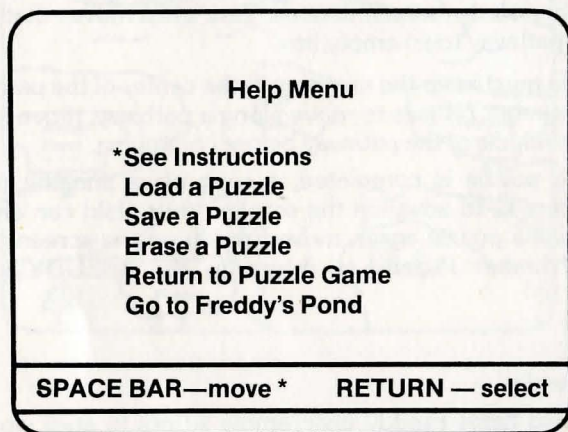 Help Menu
*See Instructions
Load a Puzzle
Save a Puzzle
Erase a Puzzle
Return to Puzzle Game
Go to Freddy's Pond
SPACE BAR—move * RETURN — select